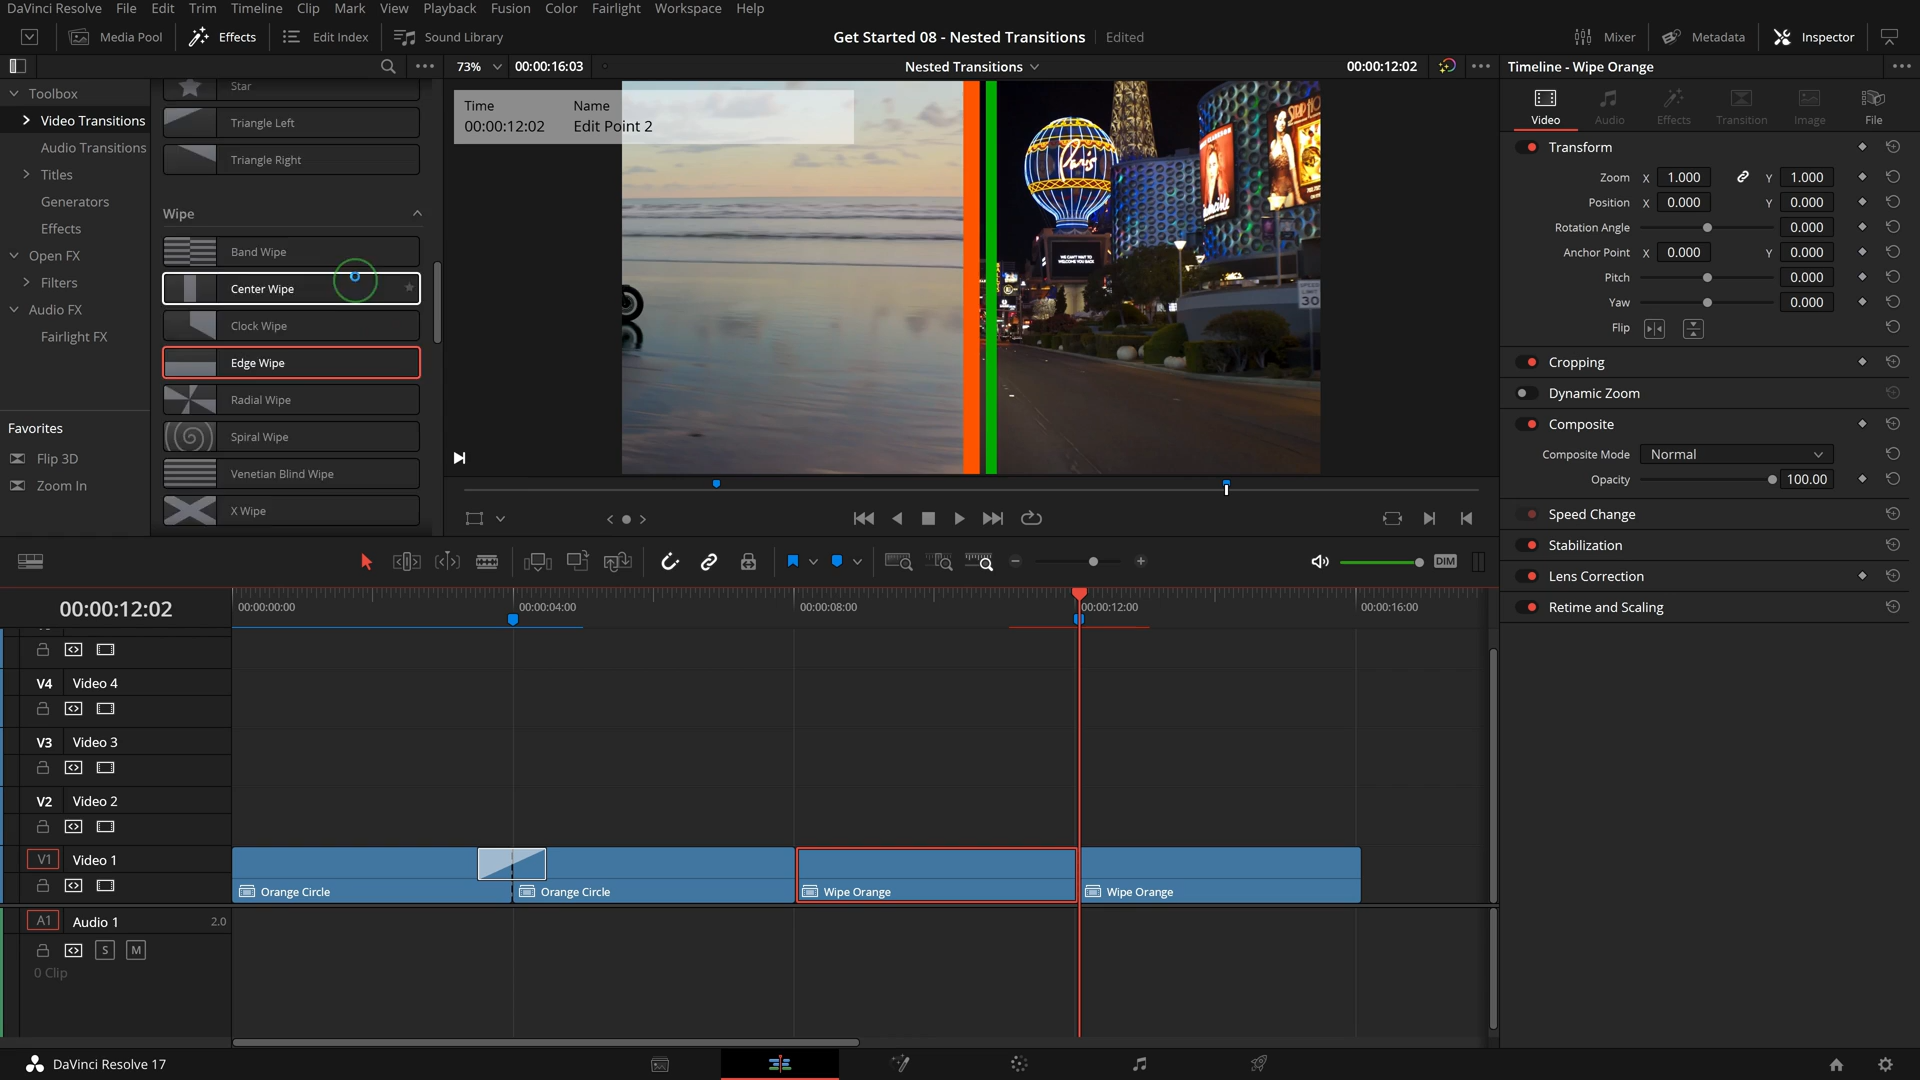 DaVinci Resolve File Edit Trim Timeline Clip Mark View Playback Fusion Color Fairlight Workspace Help
Media Pool Effects Edit Index Sound Library
Get Started 08 - Nested Transitions Edited
Mixer Metadata Inspector
73% 00:00:16:03 Nested Transitions 00:00:12:02
Timeline - Wipe Orange
Toolbox
Video Transitions
Audio Transitions
Titles
Generators
Effects
Open FX
Filters
Audio FX
Fairlight FX
Favorites
Flip 3D
Zoom In
Star
Triangle Left
Triangle Right
Wipe
Band Wipe
Center Wipe
Clock Wipe
Edge Wipe
Radial Wipe
Spiral Wipe
Venetian Blind Wipe
X Wipe
Time Name
00:00:12:02 Edit Point 2
Paris
SPEED
LIMIT
30
Video Audio Effects Transition Image File
Transform
Zoom X 1.000 Y 1.000
Position X 0.000 Y 0.000
Rotation Angle 0.000
Anchor Point X 0.000 Y 0.000
Pitch 0.000
Yaw 0.000
Flip
Cropping
Dynamic Zoom
Composite
Composite Mode Normal
Opacity 100.00
Speed Change
Stabilization
Lens Correction
Retime and Scaling
DIM
00:00:12:02
00:00:00:00 00:00:04:00 00:00:08:00 00:00:12:00 00:00:16:00
V4 Video 4
V3 Video 3
V2 Video 2
V1 Video 1
Orange Circle Orange Circle Wipe Orange Wipe Orange
A1 Audio 1 2.0
S M
0 Clip
DaVinci Resolve 17